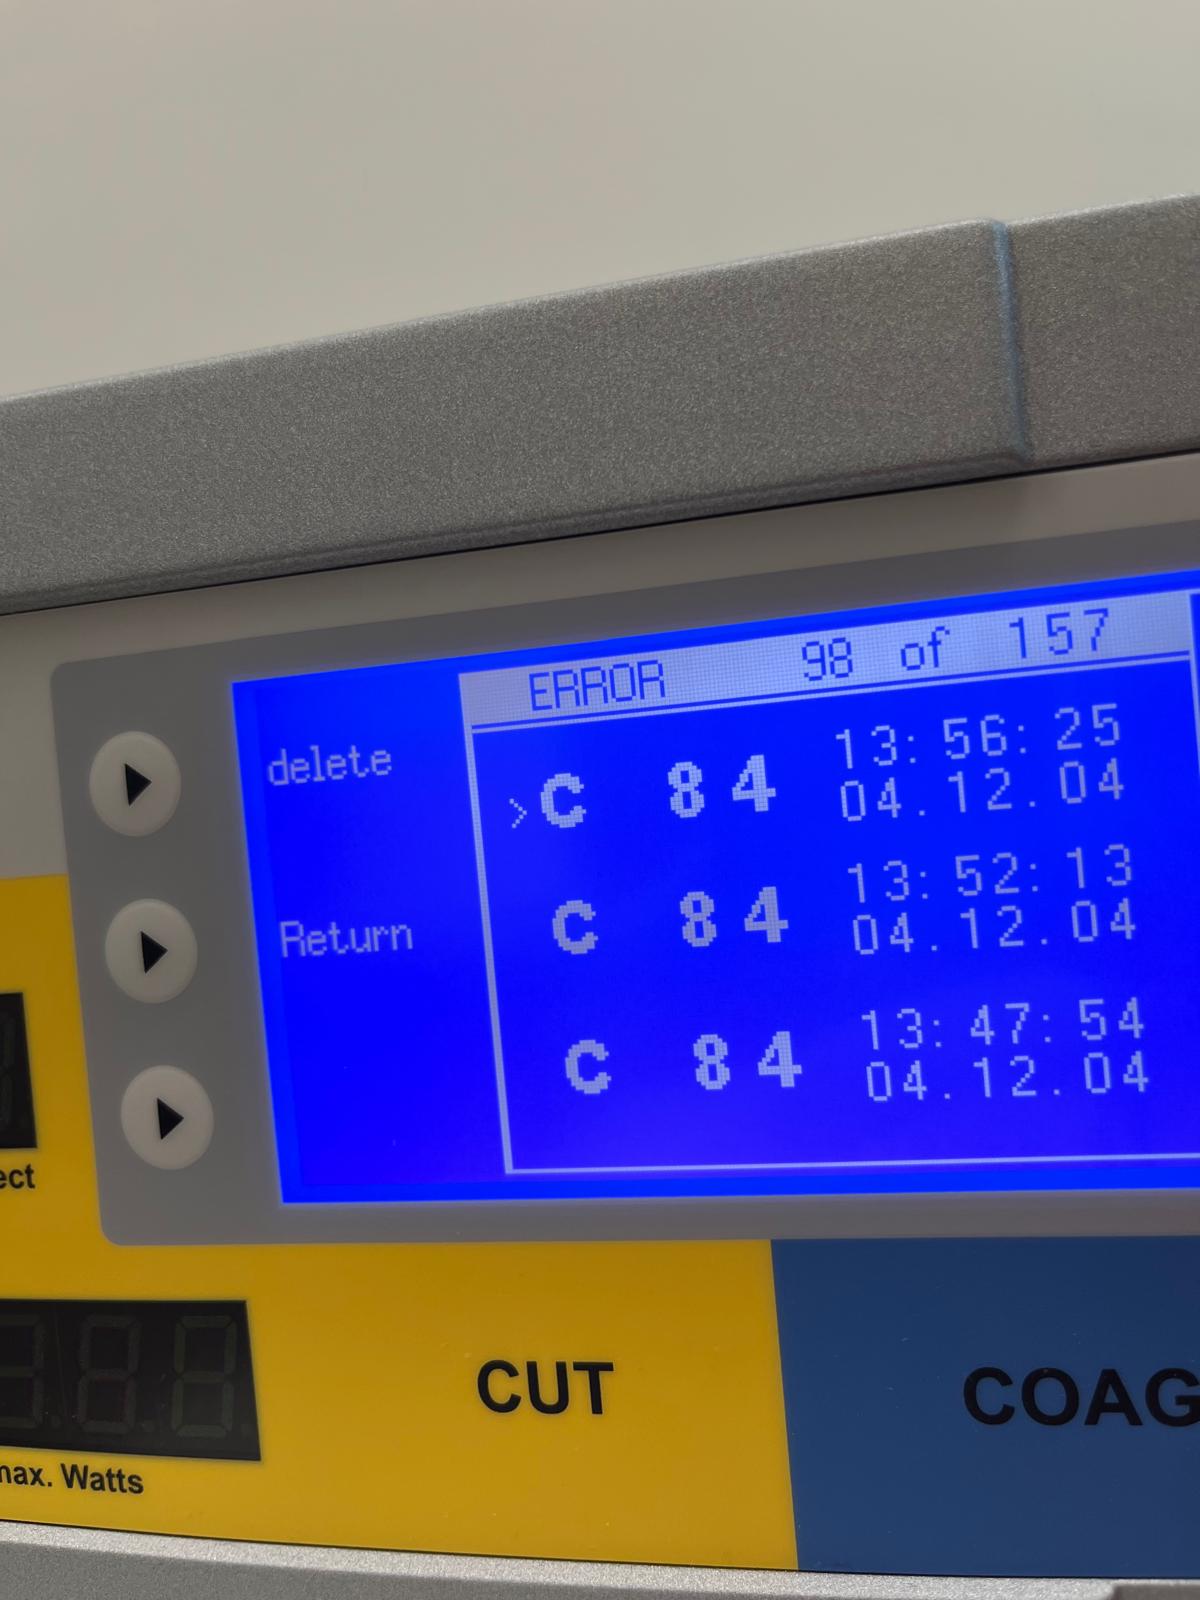 ERROR 98 of 157
delete
>C 84 13:56:25
04.12.04
C 84 13:52:13
04.12.04
Return
C 84 13:47:54
04.12.04
ect
CUT
COAG
max. Watts